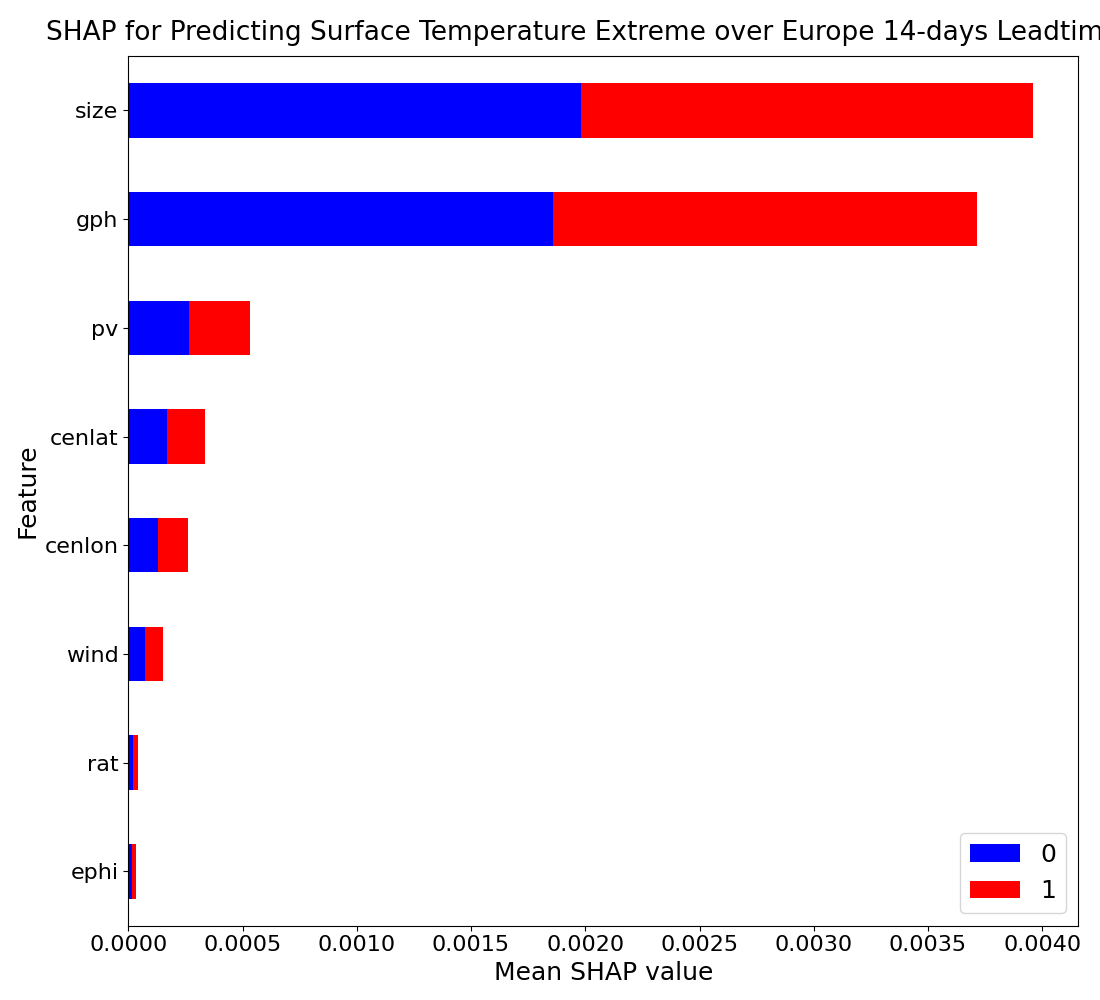 SHAP for Predicting Surface Temperature Extreme over Europe 14-days Leadtim
size
gph
pv
cenlat
cenlon
wind
rat
ephi
Feature
0
1
0.0000 0.0005 0.0010 0.0015 0.0020 0.0025 0.0030 0.0035 0.0040
Mean SHAP value